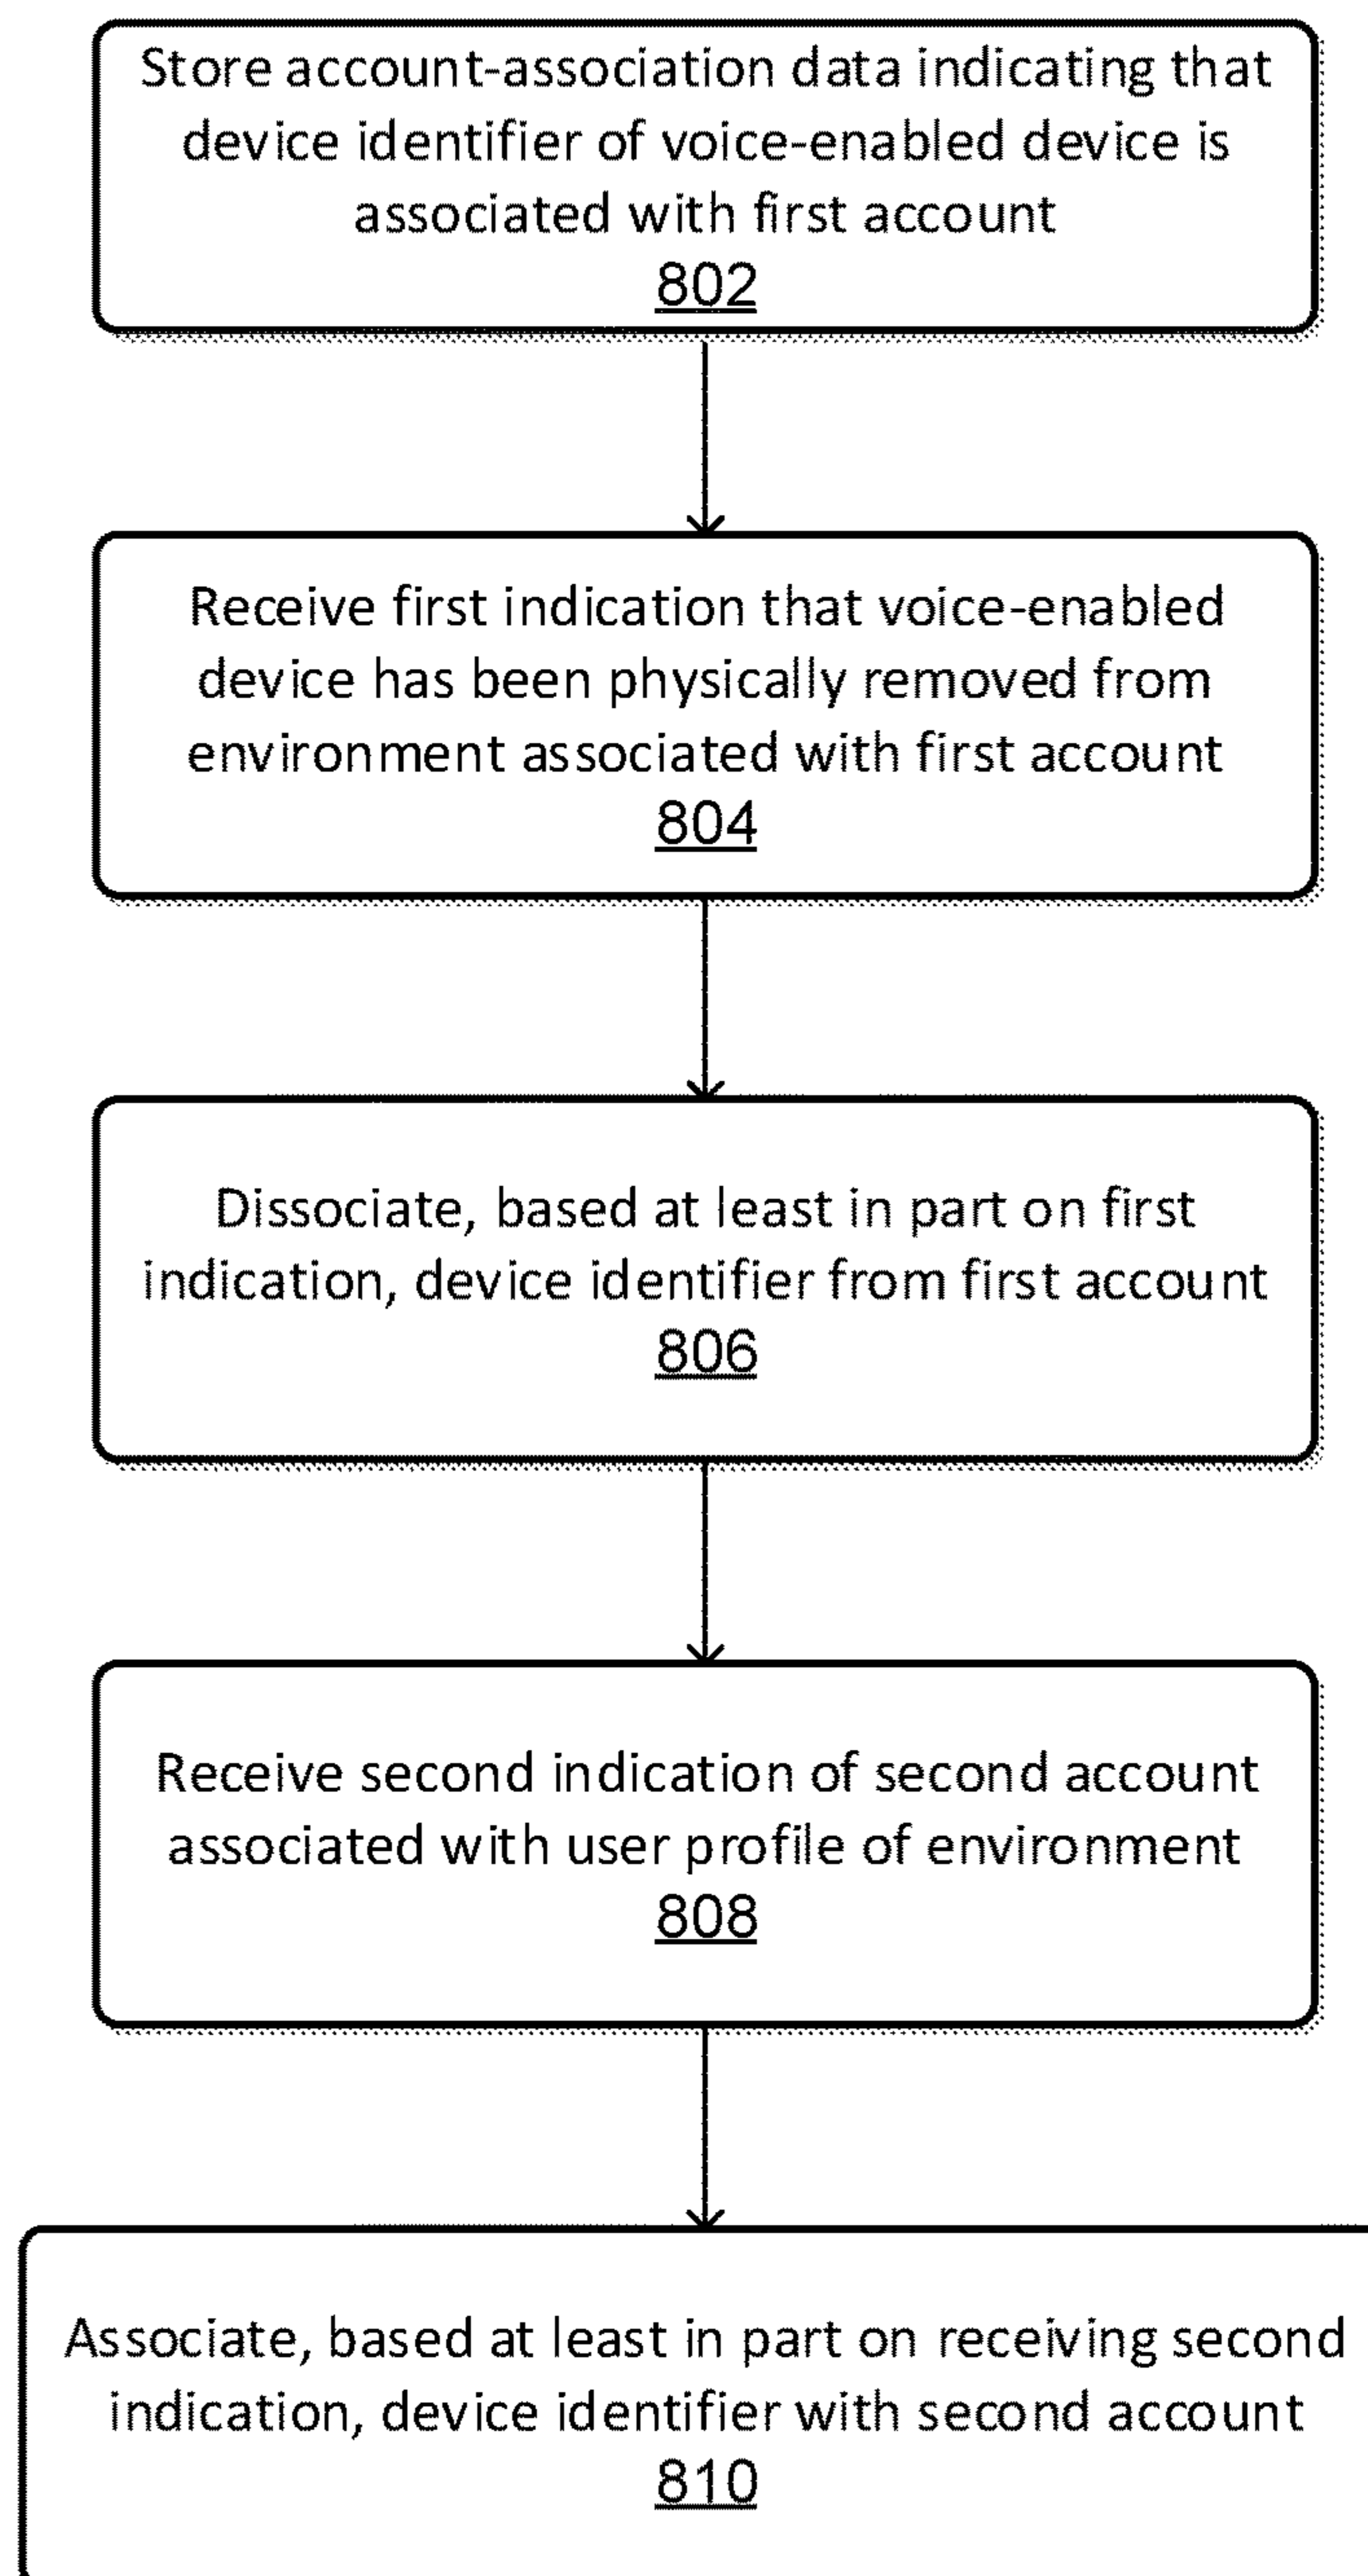 Store account-association data indicating that
device identifier of voice-enabled device is
associated with first account
802
Receive first indication that voice-enabled
device has been physically removed from
environment associated with first account
804
Dissociate, based at least in part on first
indication, device identifier from first account
806
Receive second indication of second account
associated with user profile of environment
808
Associate, based at least in part on receiving second
indication, device identifier with second account
810